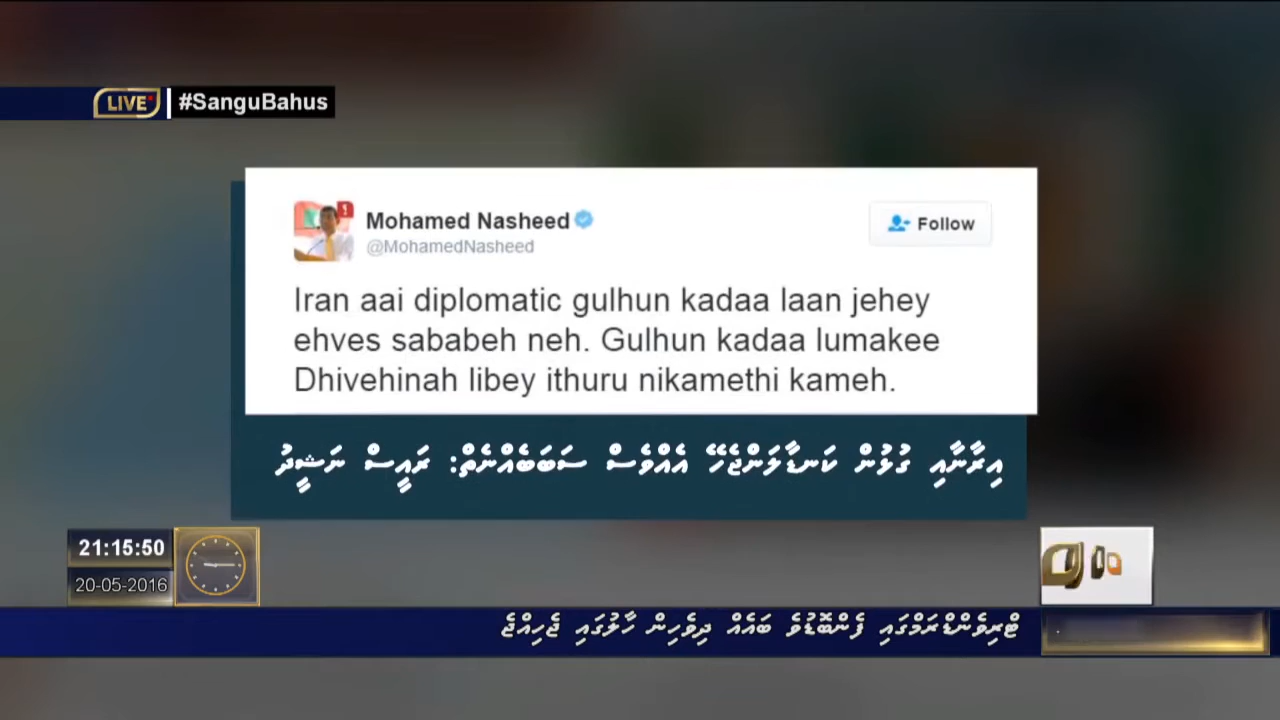 LIVE
#SanguBahus
Mohamed Nasheed
@MohamedNasheed
Follow
Iran aai diplomatic gulhun kadaa laan jehey
ehves sababeh neh. Gulhun kadaa lumakee
Dhivehinah libey ithuru nikamethi kameh.
އިރާނާއި ގުޅުން ކަނޑާލަންޖެހޭ އެއްވެސް ސަބަބެއްނެތް: ރައީސް ނަޝީދު
21:15:50
20-05-2016
ޓްރިވެންޑްރަމްގައި ފެންބޮޑުވެ ބައެއް ދިވެހިން ހާލުގައި ޖެހިއްޖެ